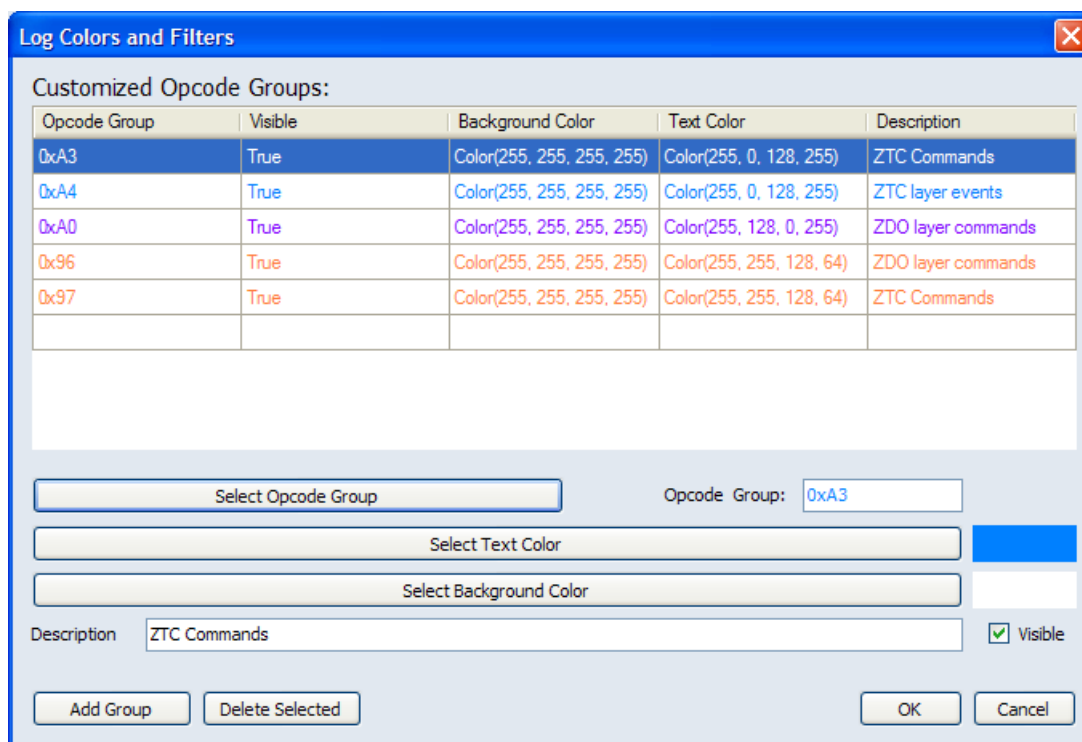 Log Colors and Filters
Customized Opcode Groups:
Opcode Group Visible Background Color Text Color Description
0xA3 True Color(255, 255, 255, 255) Color(255, 0, 128, 255) ZTC Commands
0xA4 True Color(255, 255, 255, 255) Color(255, 0, 128, 255) ZTC layer events
0xA0 True Color(255, 255, 255, 255) Color(255, 128, 0, 255) ZDO layer commands
0x96 True Color(255, 255, 255, 255) Color(255, 255, 128, 64) ZDO layer commands
0x97 True Color(255, 255, 255, 255) Color(255, 255, 128, 64) ZTC Commands
Select Opcode Group Opcode Group: 0xA3
Select Text Color
Select Background Color
Description ZTC Commands Visible
Add Group Delete Selected OK Cancel